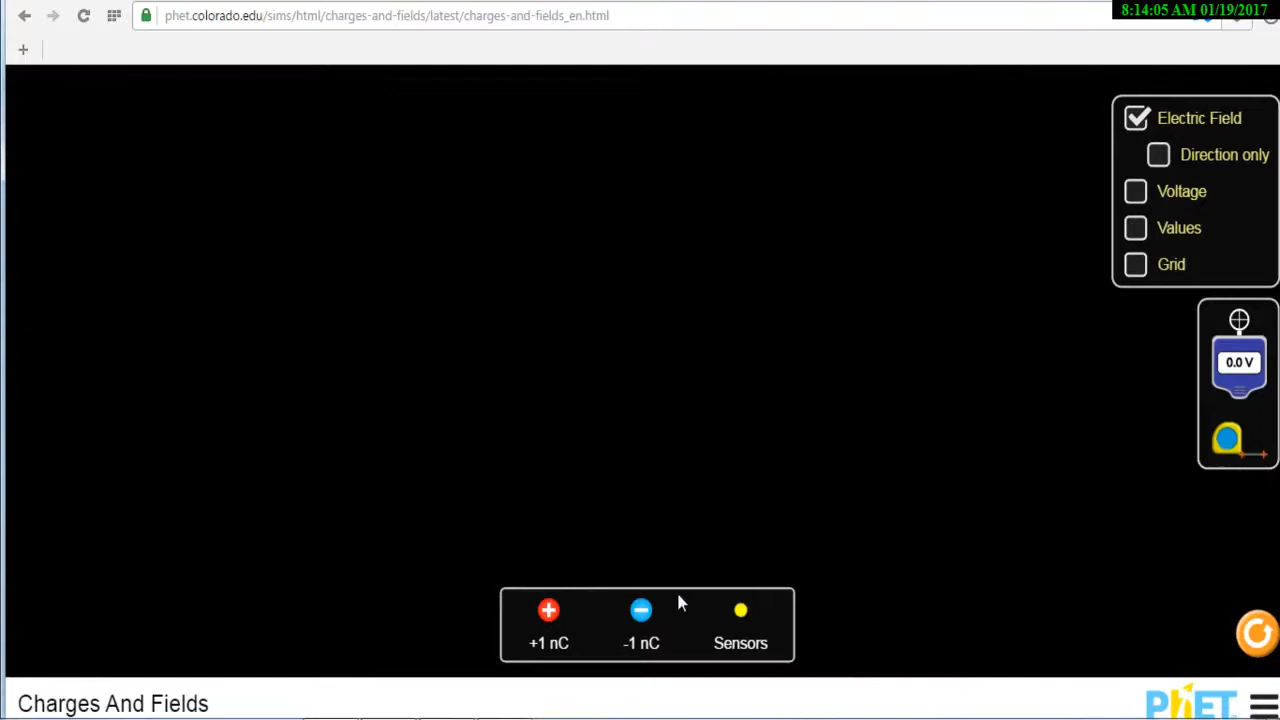 phet.colorado.edu/sims/html/charges-and-fields/latest/charges-and-fields_en.html
8:14:05 AM 01/19/2017
Electric Field
Direction only
Voltage
Values
Grid
0.0 V
+1 nC
-1 nC
Sensors
Charges And Fields
PhET